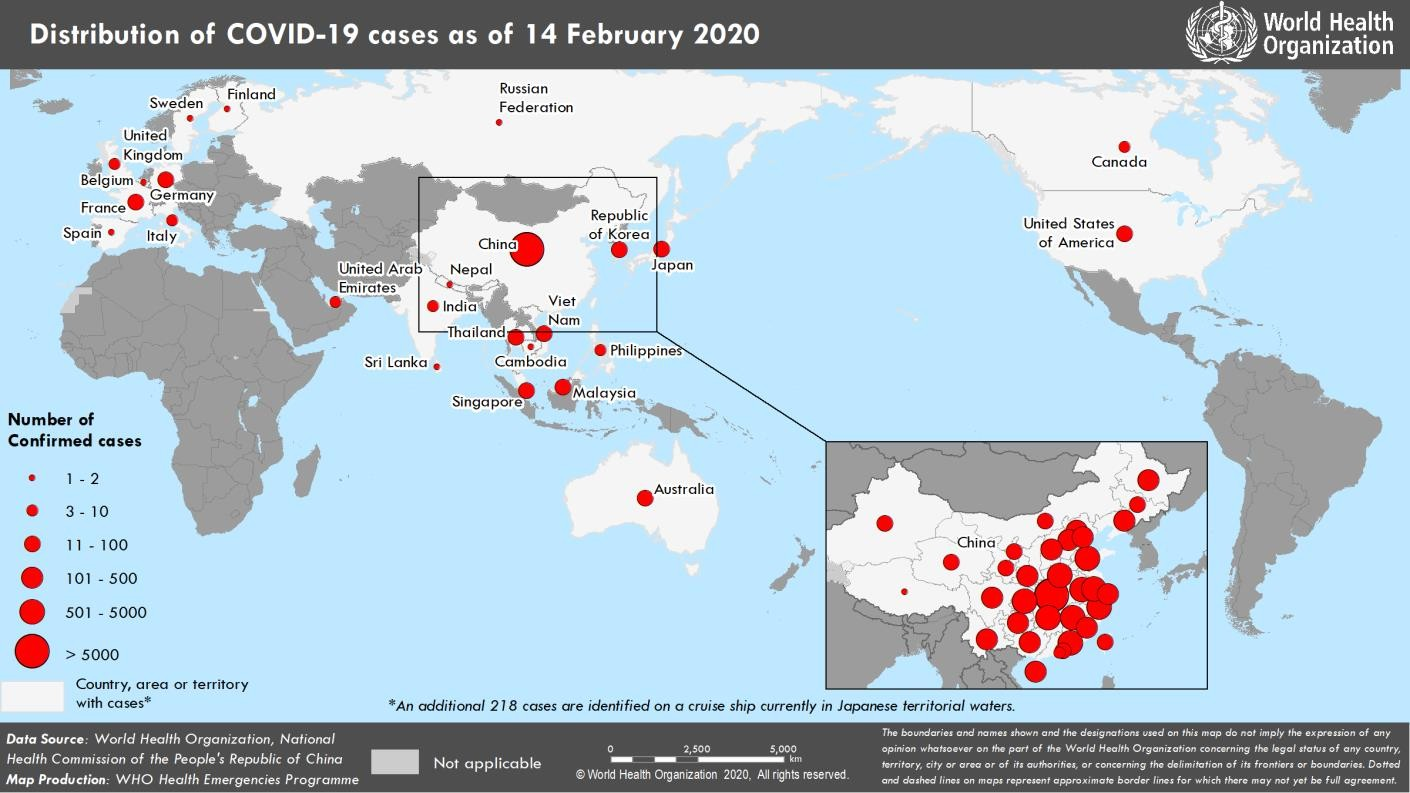 Distribution of COVID-19 cases as of 14 February 2020
World Health
Organization
Finland
Sweden
Russian
Federation
United
Kingdom
Belgium
Germany
France
Spain
Italy
Canada
United States
of America
Republic
of Korea
China
Japan
United Arab
Emirates
Nepal
India
Viet
Nam
Thailand
Cambodia
Philippines
Sri Lanka
Malaysia
Singapore
Australia
Number of
Confirmed cases
1 - 2
3 - 10
11 - 100
101 - 500
501 - 5000
> 5000
Country, area or territory
with cases*
China
*An additional 218 cases are identified on a cruise ship currently in Japanese territorial waters.
Data Source: World Health Organization, National
Health Commission of the People's Republic of China
Map Production: WHO Health Emergencies Programme
Not applicable
0 2,500 5,000
km
© World Health Organization 2020, All rights reserved.
The boundaries and names shown and the designations used on this map do not imply the expression of any
opinion whatsoever on the part of the World Health Organization concerning the legal status of any country,
territory, city or area or of its authorities, or concerning the delimitation of its frontiers or boundaries. Dotted
and dashed lines on maps represent approximate border lines for which there may not yet be full agreement.